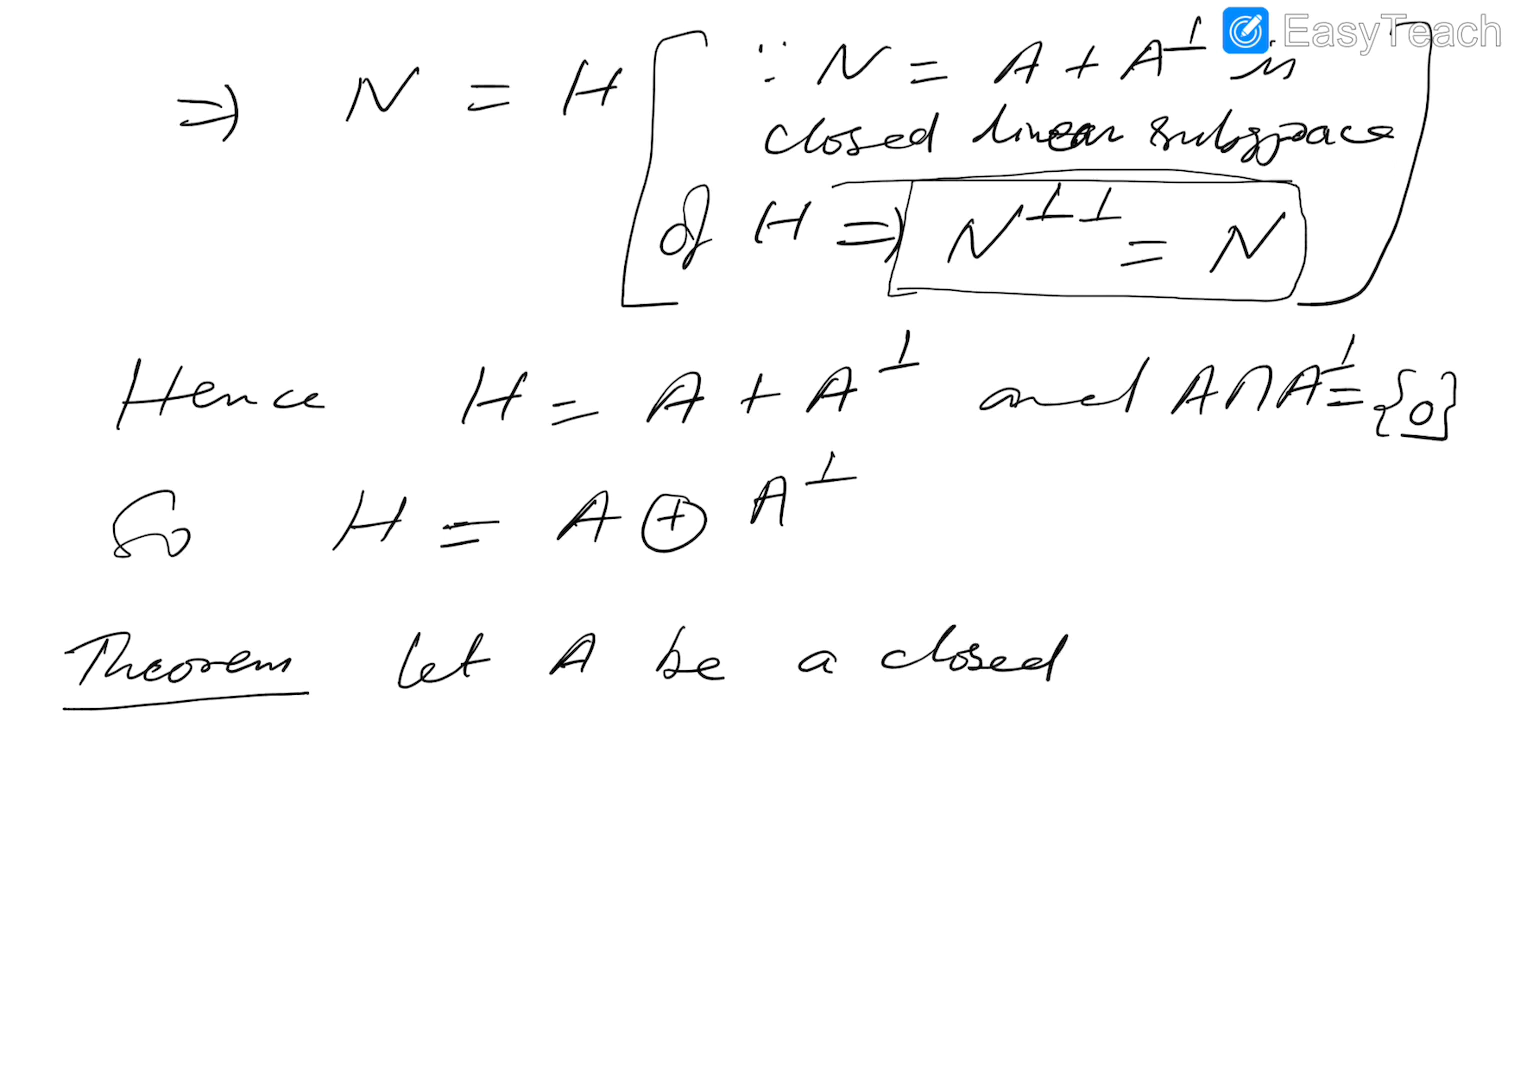 EasyTeach
⇒ N = H [ ∵ N = A + A^⊥ is
closed linear subspace
of H ⇒ N^⊥⊥ = N ]
Hence H = A + A^⊥ and A∩A^⊥ = {0}
So H = A ⊕ A^⊥
Theorem Let A be a closed